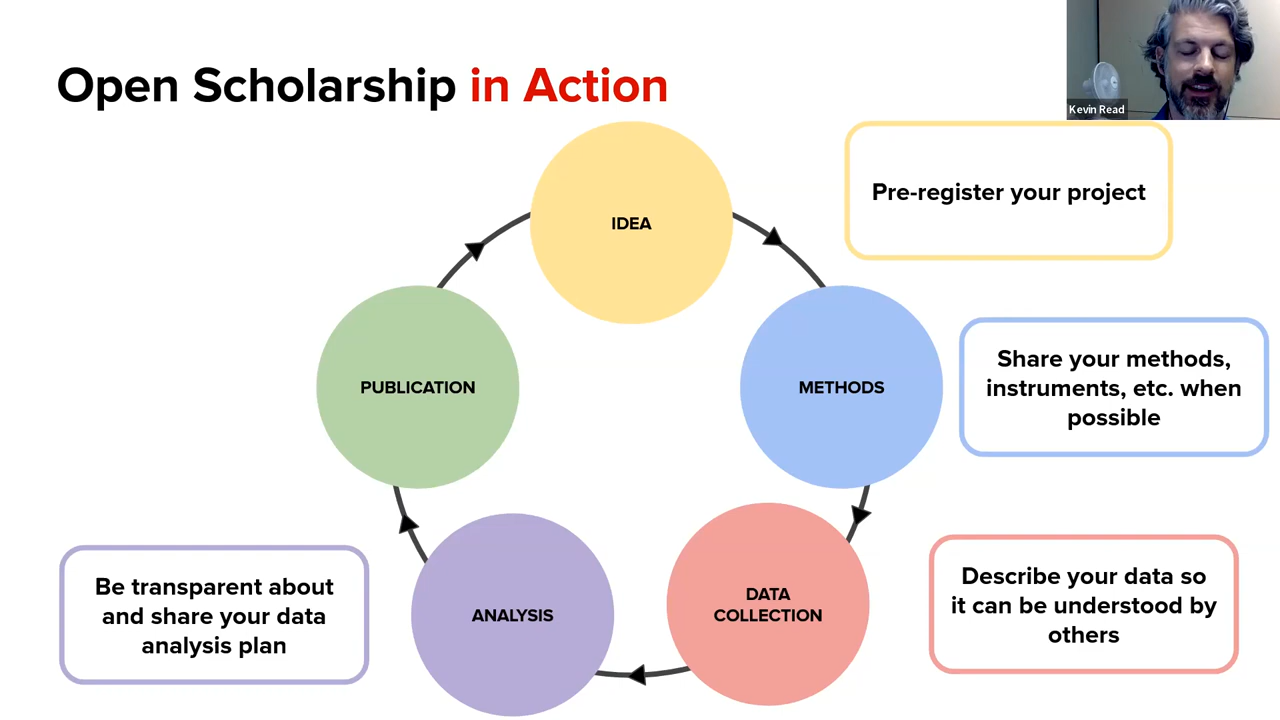 Open Scholarship in Action
Kevin Read
IDEA
Pre-register your project
METHODS
Share your methods,
instruments, etc. when
possible
DATA
COLLECTION
Describe your data so
it can be understood by
others
ANALYSIS
Be transparent about
and share your data
analysis plan
PUBLICATION